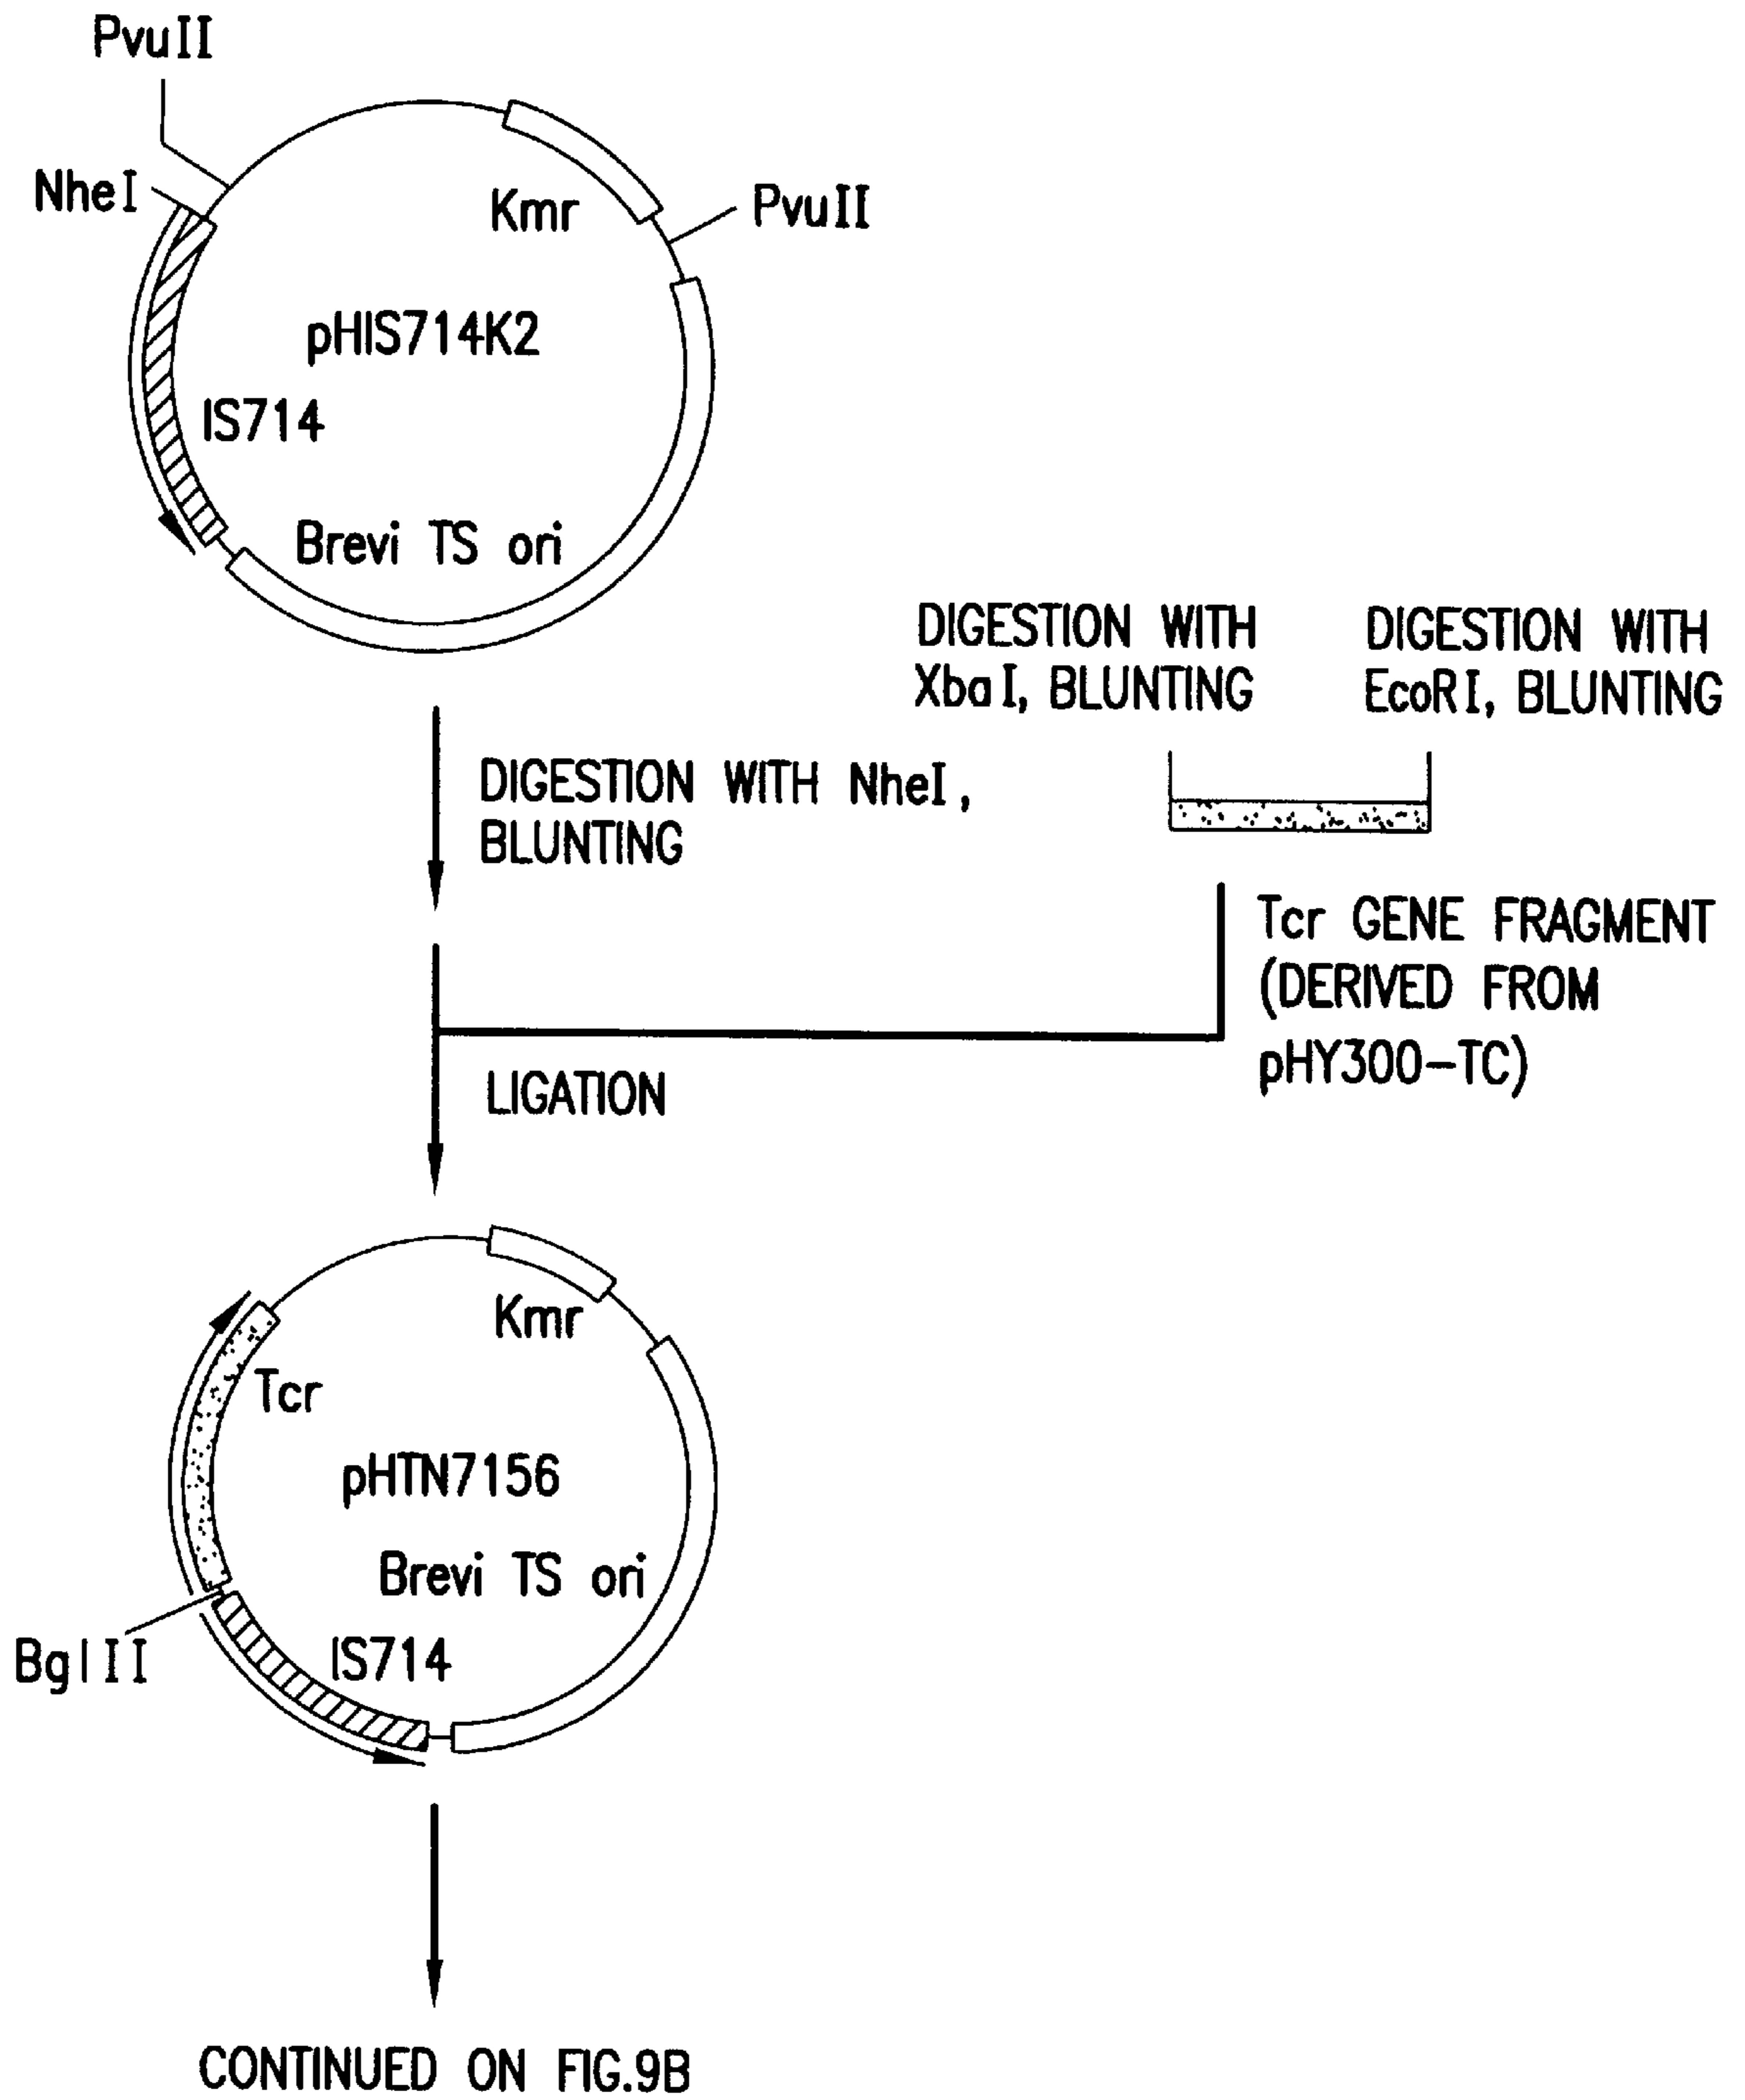 PvuII
NheI
Kmr
PvuII
pHIS714K2
IS714
Brevi TS ori
DIGESTION WITH
XbaI, BLUNTING
DIGESTION WITH
EcoRI, BLUNTING
DIGESTION WITH NheI,
BLUNTING
Tcr GENE FRAGMENT
(DERIVED FROM
pHY300-TC)
LIGATION
Kmr
Tcr
pHTN7156
Brevi TS ori
BglII
IS714
CONTINUED ON FIG.9B